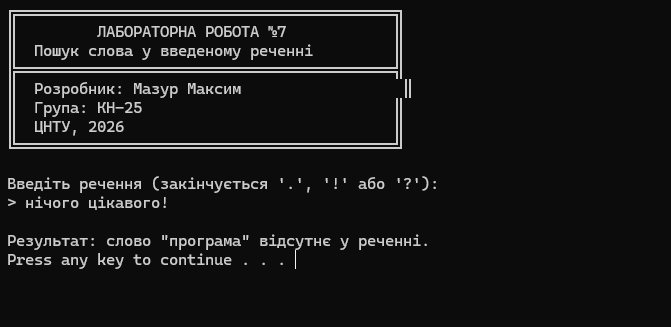 ЛАБОРАТОРНА РОБОТА №7
Пошук слова у введеному реченні
Розробник: Мазур Максим
Група: КН-25
ЦНТУ, 2026
Введіть речення (закінчується '.', '!' або '?'):
> нічого цікавого!
Результат: слово "програма" відсутнє у реченні.
Press any key to continue . . .